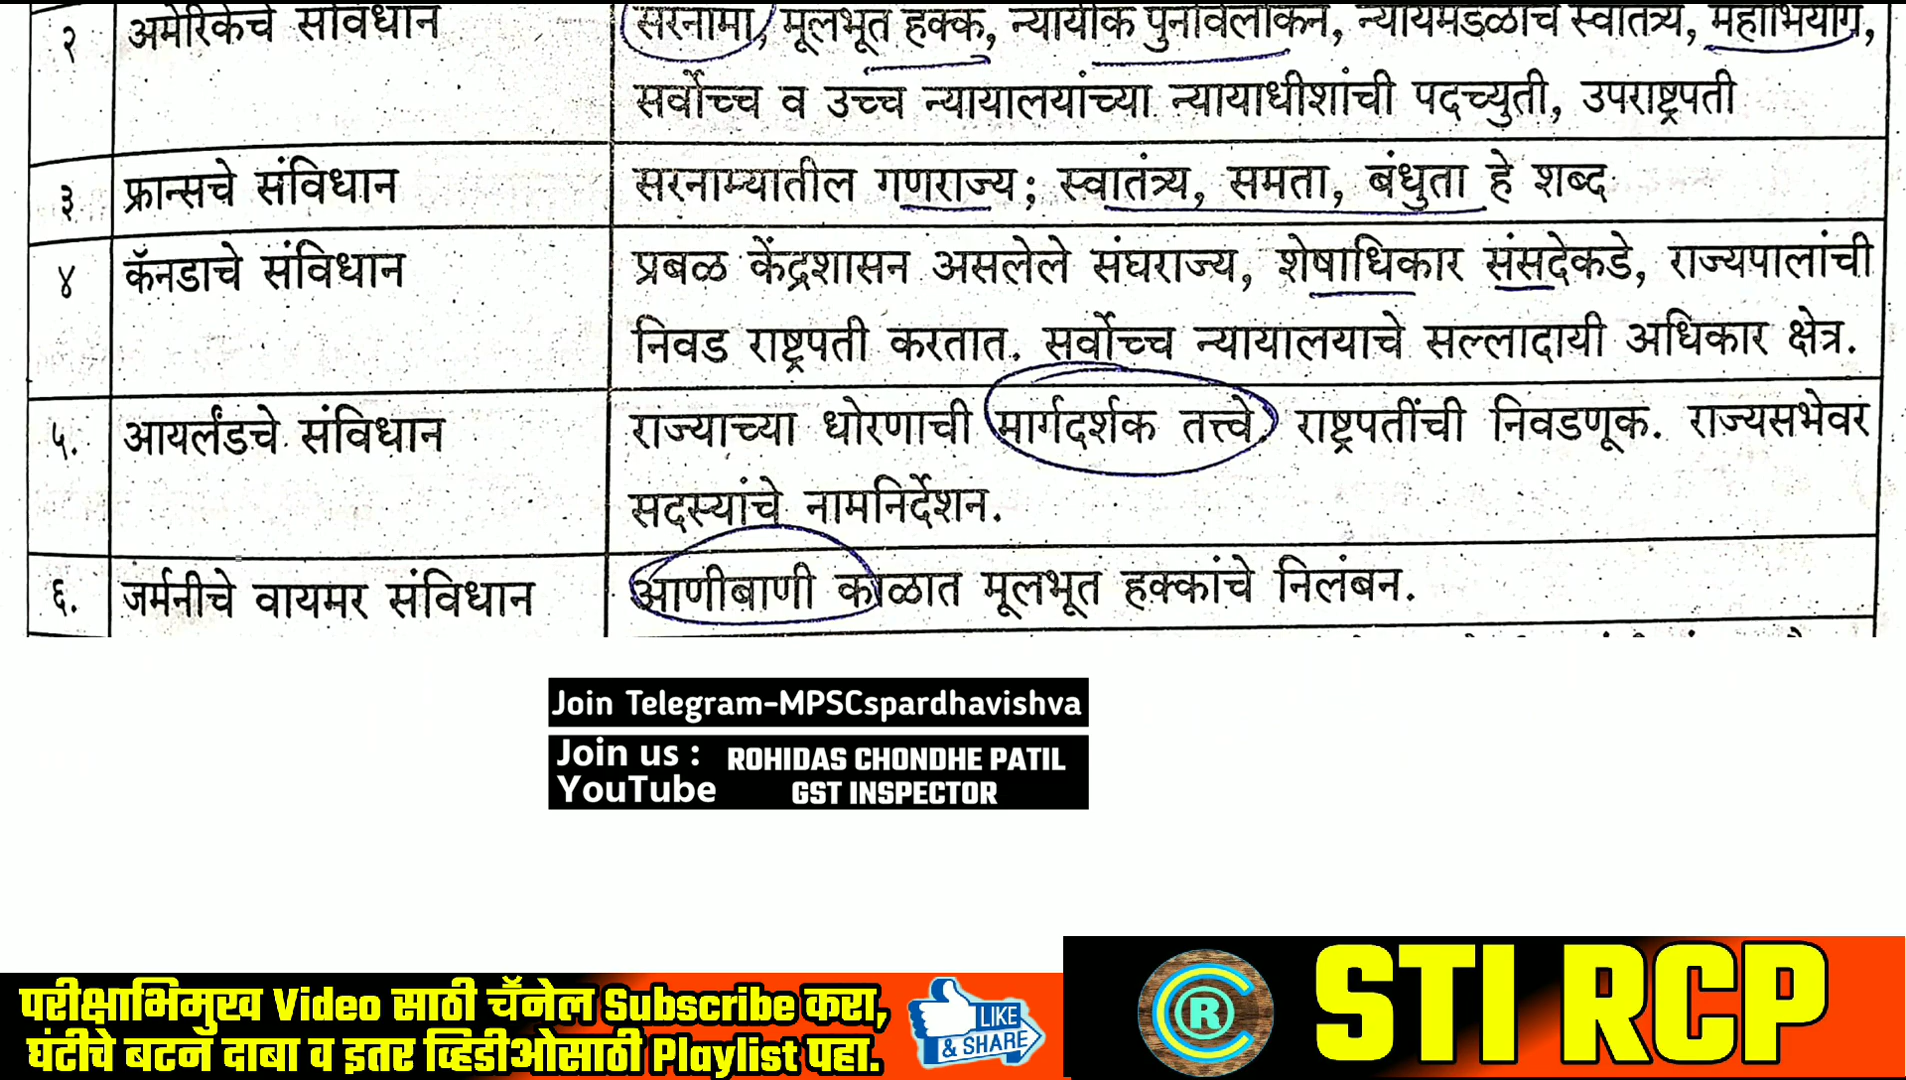 २ अमेरिकेचे संविधान सरनामा, मूलभूत हक्क, न्यायीक पुनर्विलोकन, न्यायमंडळाचे स्वातंत्र्य, महाभियोग,
सर्वोच्च व उच्च न्यायालयांच्या न्यायाधीशांची पदच्युती, उपराष्ट्रपती
३ फ्रान्सचे संविधान सरनाम्यातील गणराज्य; स्वातंत्र्य, समता, बंधुता हे शब्द
४ कॅनडाचे संविधान प्रबळ केंद्रशासन असलेले संघराज्य, शेषाधिकार संसदेकडे, राज्यपालांची
निवड राष्ट्रपती करतात. सर्वोच्च न्यायालयाचे सल्लादायी अधिकार क्षेत्र.
५. आयर्लंडचे संविधान राज्याच्या धोरणाची मार्गदर्शक तत्त्वे, राष्ट्रपतींची निवडणूक. राज्यसभेवर
सदस्यांचे नामनिर्देशन.
६. जर्मनीचे वायमर संविधान आणीबाणी काळात मूलभूत हक्कांचे निलंबन.
Join Telegram-MPSCspardhavishva
Join us : ROHIDAS CHONDHE PATIL
YouTube GST INSPECTOR
परीक्षाभिमुख Video साठी चॅनेल Subscribe करा,
घंटीचे बटन दाबा व इतर व्हिडीओसाठी Playlist पहा.
LIKE
& SHARE
C R
STI RCP